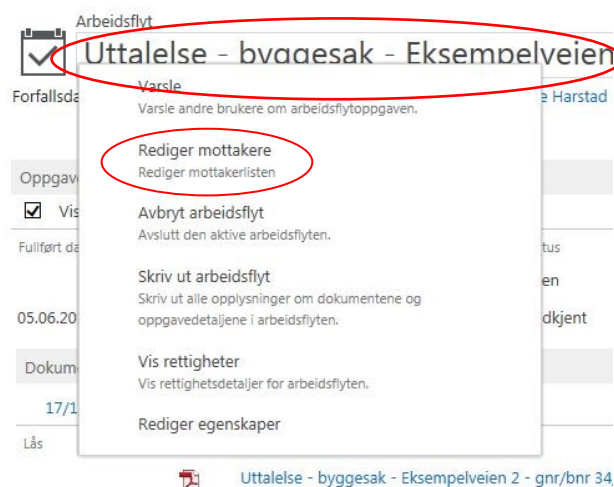 Arbeidsflyt
Uttalelse - byggesak - Eksempelveien
Forfallsda
e Harstad
Varsle
Varsle andre brukere om arbeidsflytoppgaven.
Rediger mottakere
Rediger mottakerlisten
Oppgav
Vis
Avbryt arbeidsflyt
Avslutt den aktive arbeidsflyten.
Fullført da
tus
Skriv ut arbeidsflyt
en
Skriv ut alle opplysninger om dokumentene og
oppgavedetaljene i arbeidsflyten.
05.06.20
dkjent
Vis rettigheter
Vis rettighetsdetaljer for arbeidsflyten.
Dokum
17/1
Rediger egenskaper
Lås
Uttalelse - byggesak - Eksempelveien 2 - gnr/bnr 34/